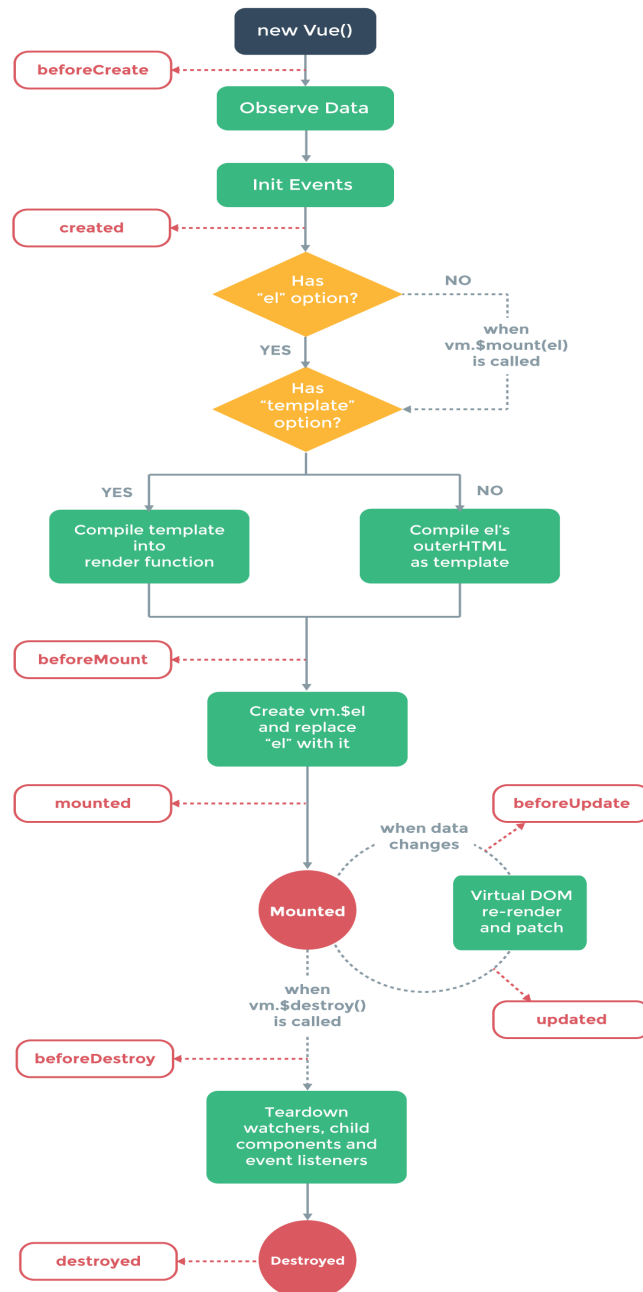 new Vue()
beforeCreate
Observe Data
Init Events
created
Has
“el” option?
NO
when
vm.$mount(el)
is called
YES
Has
“template”
option?
YES
NO
Compile template
into
render function
Compile el’s
outerHTML
as template
beforeMount
Create vm.$el
and replace
“el” with it
mounted
beforeUpdate
when data
changes
Mounted
Virtual DOM
re-render
and patch
when
vm.$destroy()
is called
updated
beforeDestroy
Teardown
watchers, child
components and
event listeners
destroyed
Destroyed